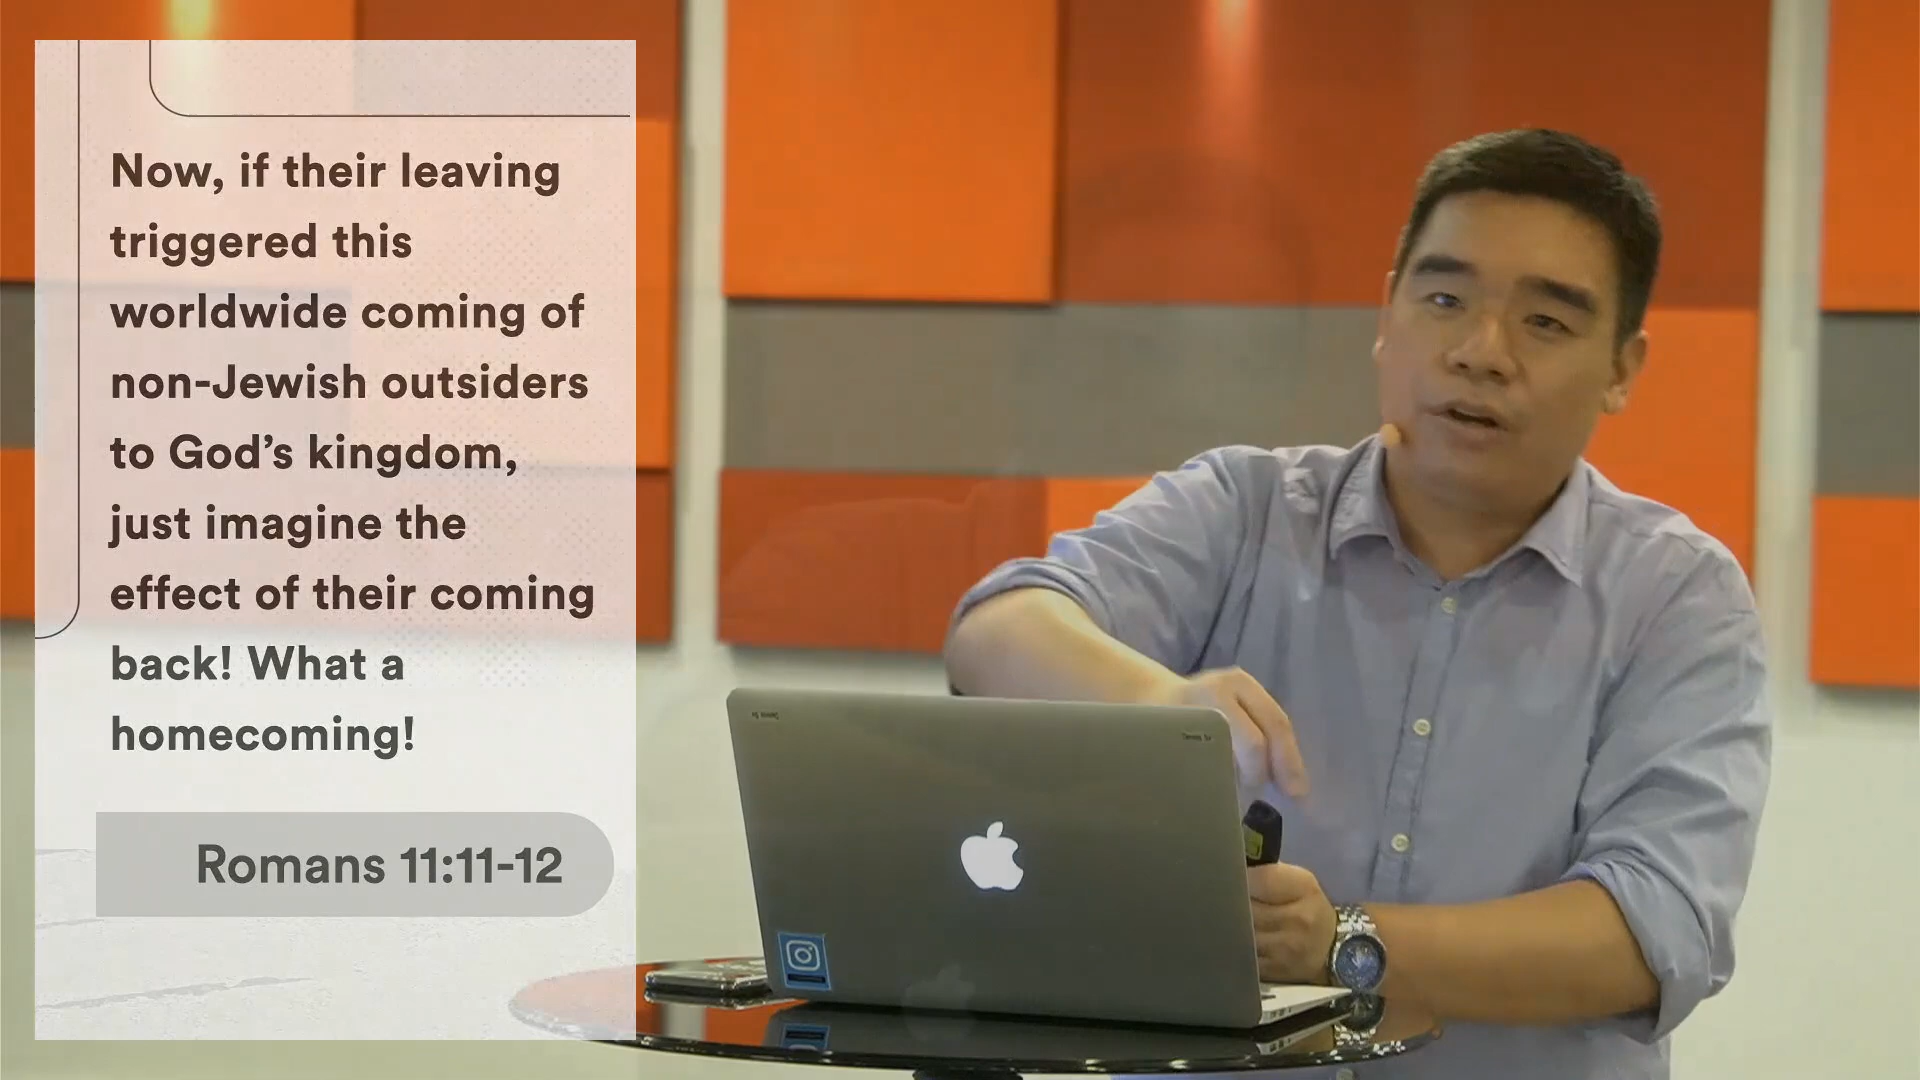 Now, if their leaving
triggered this
worldwide coming of
non-Jewish outsiders
to God’s kingdom,
just imagine the
effect of their coming
back! What a
homecoming!
Romans 11:11-12